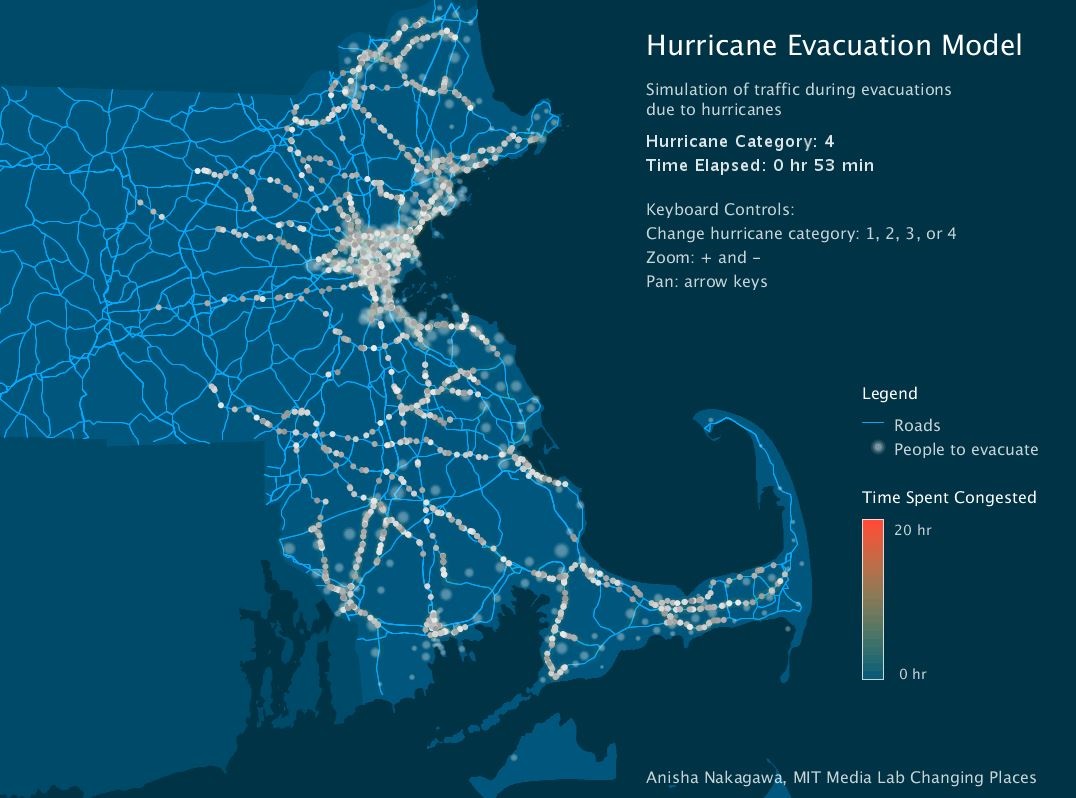 Hurricane Evacuation Model
Simulation of traffic during evacuations
due to hurricanes
Hurricane Category: 4
Time Elapsed: 0 hr 53 min
Keyboard Controls:
Change hurricane category: 1, 2, 3, or 4
Zoom: + and -
Pan: arrow keys
Legend
Roads
People to evacuate
Time Spent Congested
20 hr
0 hr
Anisha Nakagawa, MIT Media Lab Changing Places